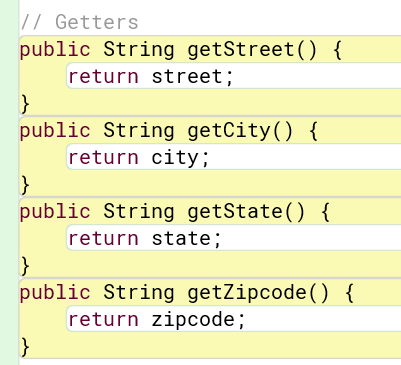 // Getters
public String getStreet() {
    return street;
}
public String getCity() {
    return city;
}
public String getState() {
    return state;
}
public String getZipcode() {
    return zipcode;
}